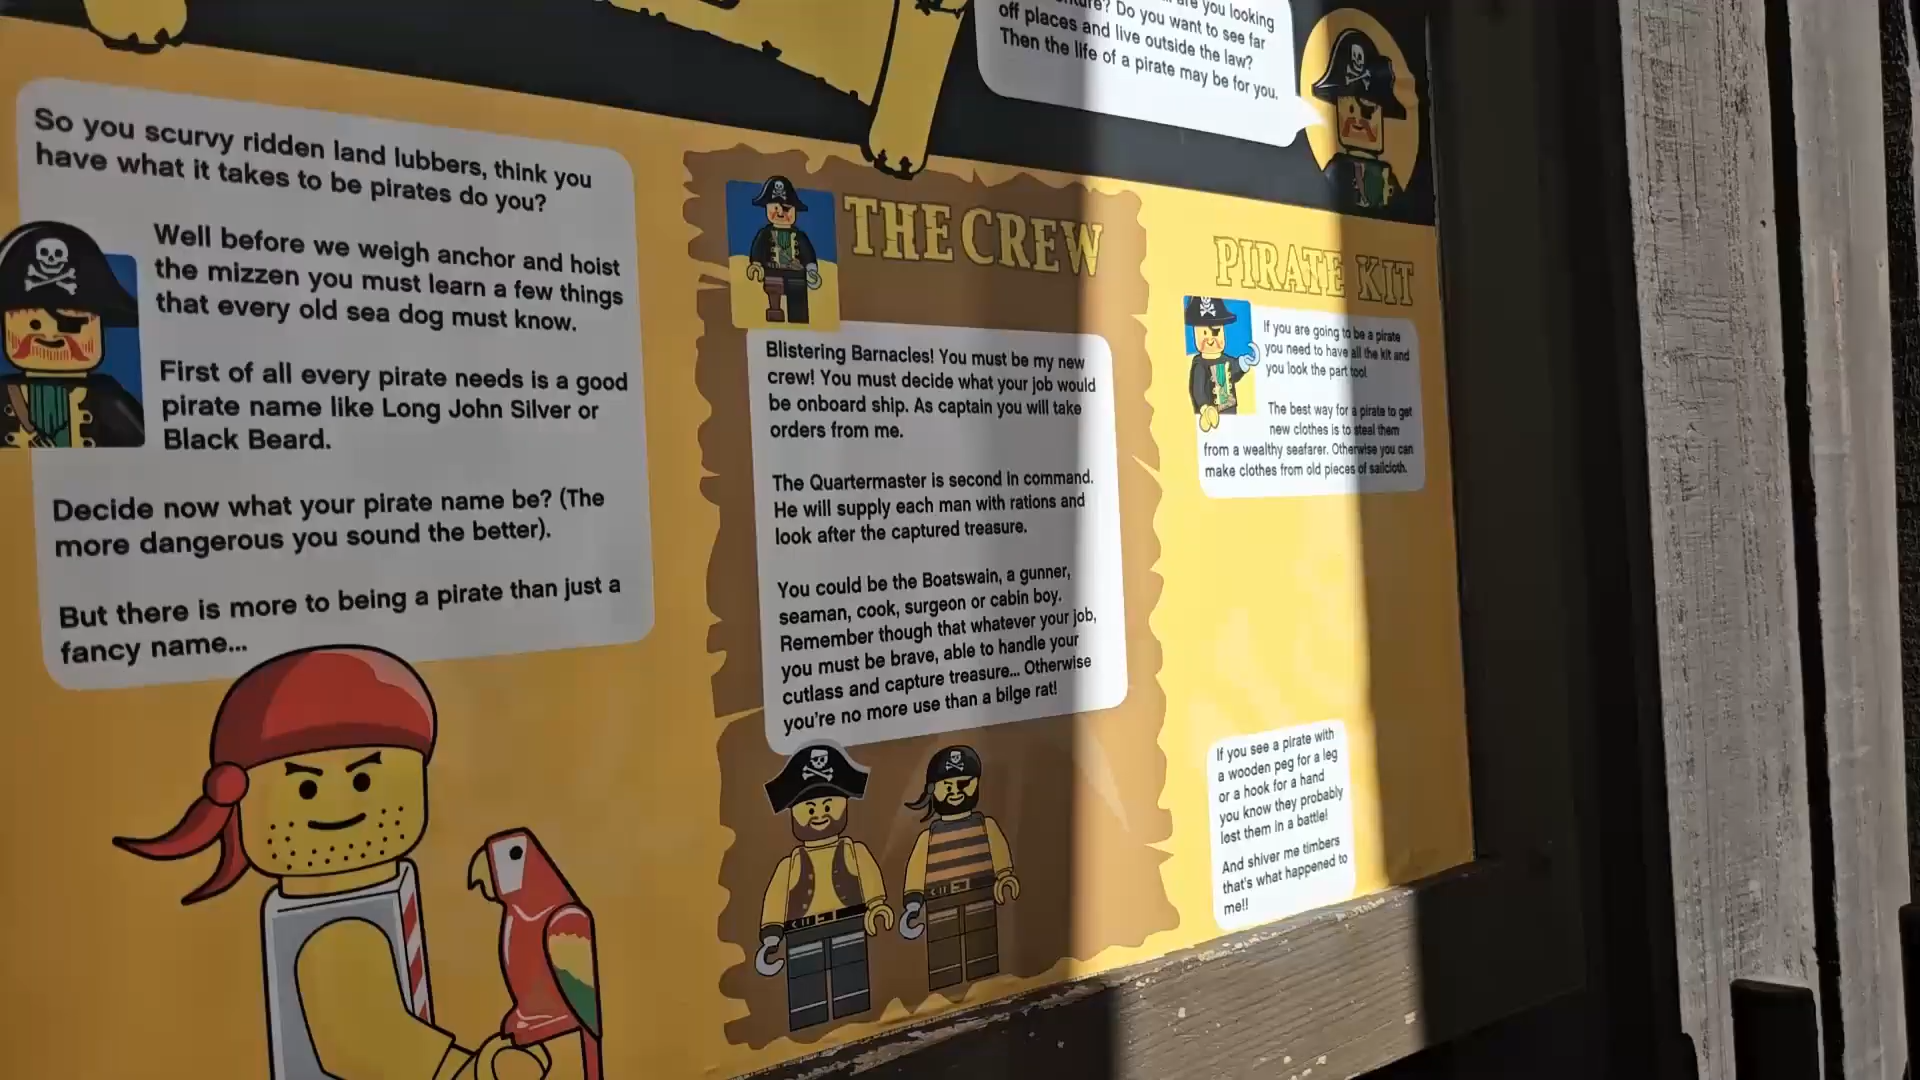 are you looking
Do you want to see far
off places and live outside the law?
Then the life of a pirate may be for you.
So you scurvy ridden land lubbers, think you
have what it takes to be pirates do you?
Well before we weigh anchor and hoist
the mizzen you must learn a few things
that every old sea dog must know.
First of all every pirate needs is a good
pirate name like Long John Silver or
Black Beard.
Decide now what your pirate name be? (The
more dangerous you sound the better).
But there is more to being a pirate than just a
fancy name...
THE CREW
Blistering Barnacles! You must be my new
crew! You must decide what your job would
be onboard ship. As captain you will take
orders from me.
The Quartermaster is second in command.
He will supply each man with rations and
look after the captured treasure.
You could be the Boatswain, a gunner,
seaman, cook, surgeon or cabin boy.
Remember though that whatever your job,
you must be brave, able to handle your
cutlass and capture treasure... Otherwise
you're no more use than a bilge rat!
PIRATE KIT
If you are going to be a pirate
you need to have all the kit and
you look the part too!
The best way for a pirate to get
new clothes is to steal them
from a wealthy seafarer. Otherwise you can
make clothes from old pieces of sailcloth.
If you see a pirate with
a wooden peg for a leg
or a hook for a hand
you know they probably
lost them in a battle!
And shiver me timbers
that's what happened to
me!!